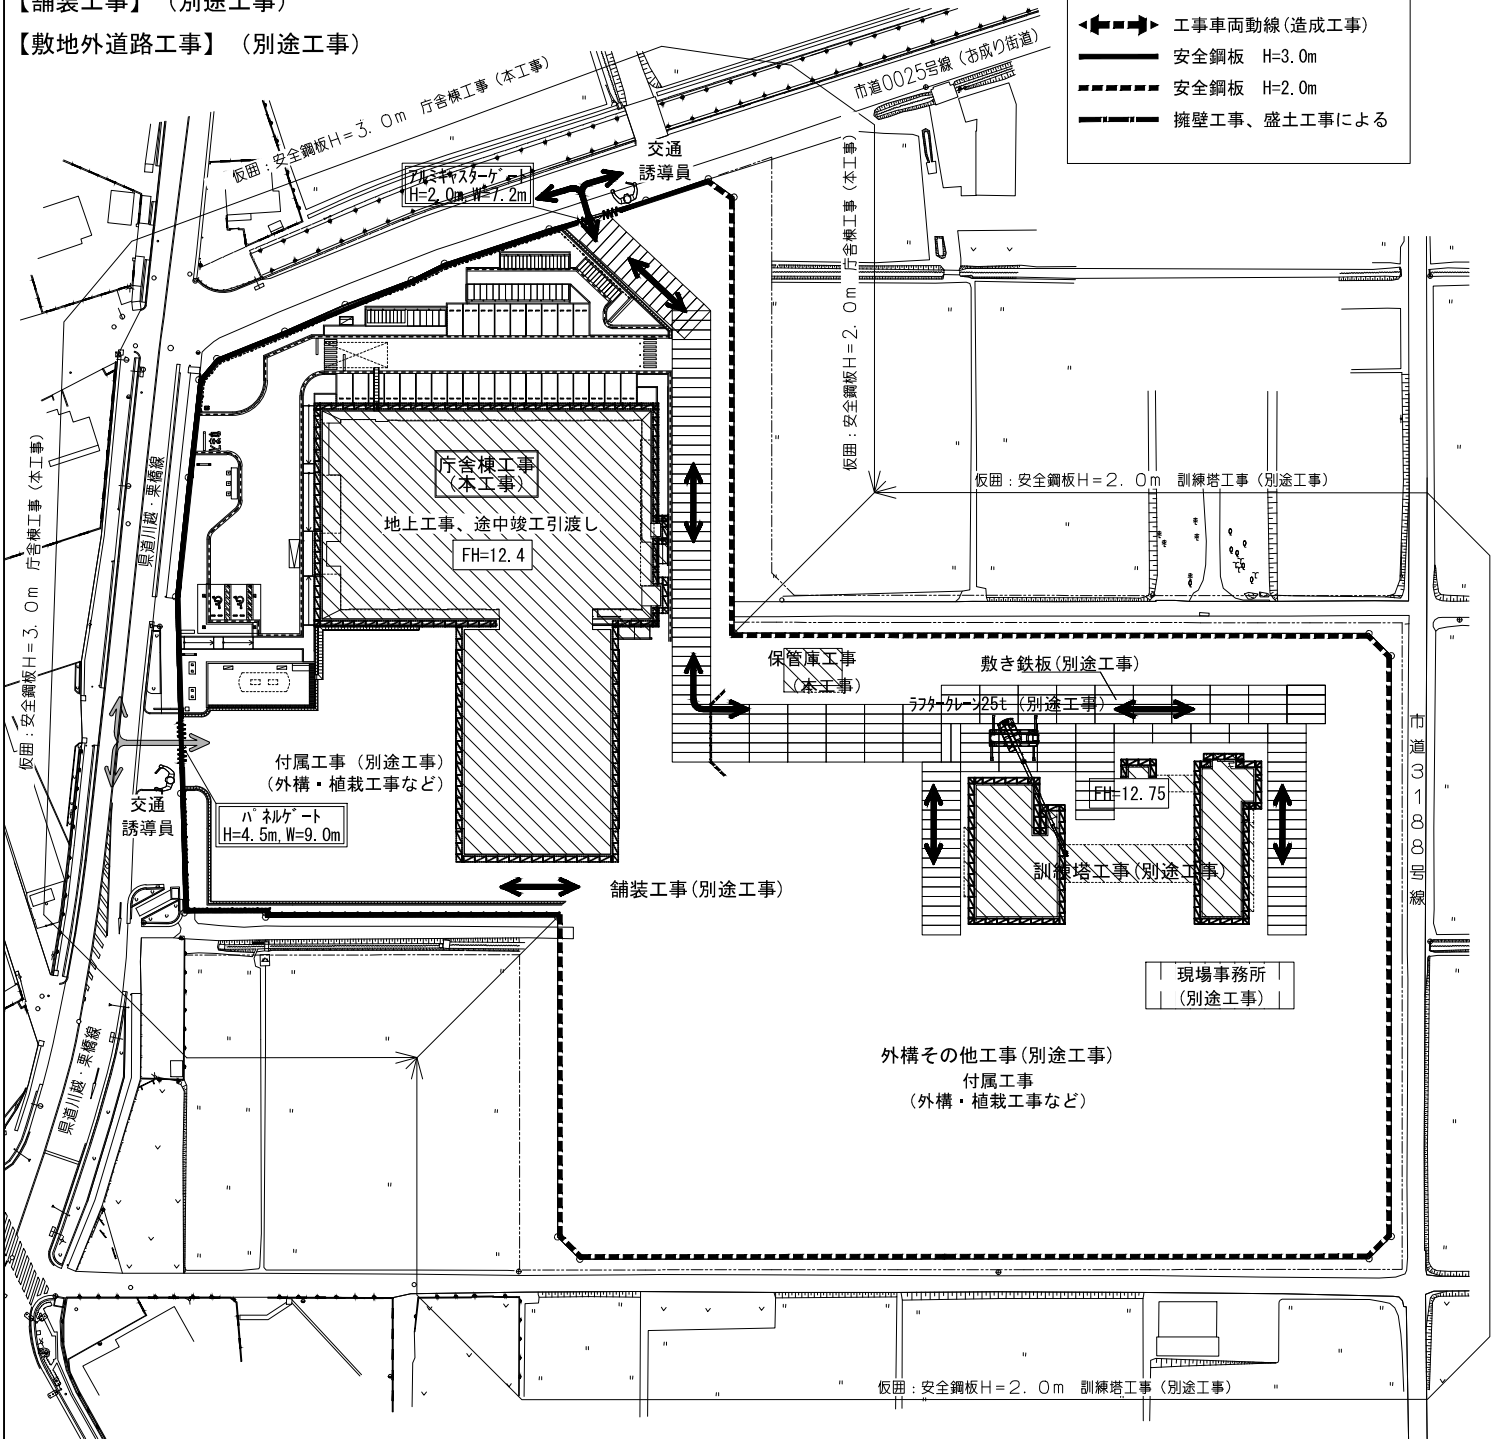 【舗装工事】（別途工事）
【敷地外道路工事】（別途工事）
工事車両動線(造成工事)
安全鋼板　H=3.0m
安全鋼板　H=2.0m
擁壁工事、盛土工事による
仮囲：安全鋼板H＝3．0m　庁舎棟工事（本工事）
市道0025号線（お成り街道）
交通
誘導員
ｱﾙﾐｷｬｽﾀｰｹﾞｰﾄ
H=2.0m,W=7.2m
仮囲：安全鋼板H＝2．0m　庁舎棟工事（本工事）
仮囲：安全鋼板H＝3．0m　庁舎棟工事（本工事）
県道川越・栗橋線
庁舎棟工事
（本工事）
地上工事、途中竣工引渡し
FH=12.4
仮囲：安全鋼板H＝2．0m　訓練塔工事（別途工事）
保管庫工事
（本工事）
敷き鉄板(別途工事)
ﾗﾌﾀｰｸﾚｰﾝ25t（別途工事）
市道3188号線
付属工事（別途工事）
（外構・植栽工事など）
交通
誘導員
ﾊﾟﾈﾙｹﾞｰﾄ
H=4.5m,W=9.0m
FH=12.75
訓練塔工事(別途工事)
舗装工事(別途工事)
現場事務所
（別途工事）
県道川越・栗橋線
外構その他工事(別途工事)
付属工事
（外構・植栽工事など）
仮囲：安全鋼板H＝2．0m　訓練塔工事（別途工事）